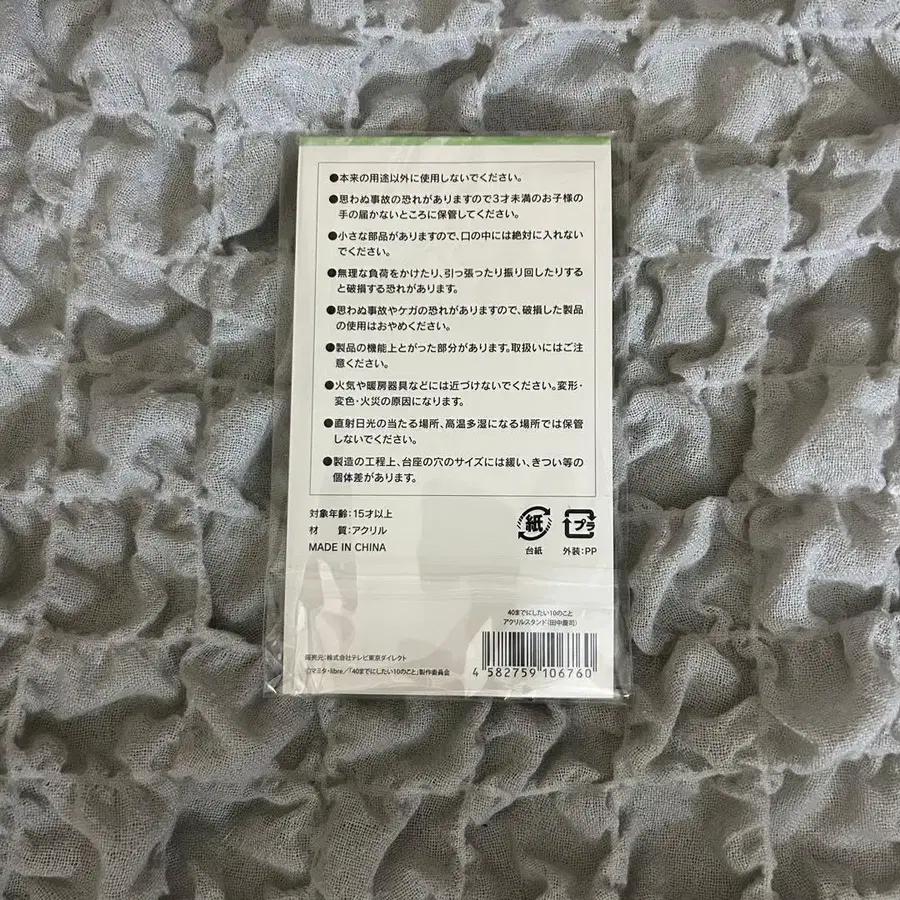 ●本来の用途以外に使用しないでください。
●思わぬ事故の恐れがありますので3才未満のお子様の
手の届かないところに保管してください。
●小さな部品がありますので、口の中には絶対に入れない
でください。
●無理な負荷をかけたり、引っ張ったり振り回したりする
と破損する恐れがあります。
●思わぬ事故やケガの恐れがありますので、破損した製品
の使用はおやめください。
●製品の機能上とがった部分があります。取扱いにはご注
意ください。
●火気や暖房器具などには近づけないでください。変形・
変色・火災の原因になります。
●直射日光の当たる場所、高温多湿になる場所では保管
しないでください。
●製造の工程上、台座の穴のサイズには緩い、きつい等の
個体差があります。
対象年齢:15才以上
材　質:アクリル
MADE IN CHINA
紙
台紙
プラ
外装:PP
40までにしたい10のこと
アクリルスタンド(田中慶司)
4 582759 106760
販売元:株式会社テレビ東京ダイレクト
©マミタ・libre/「40までにしたい10のこと」製作委員会